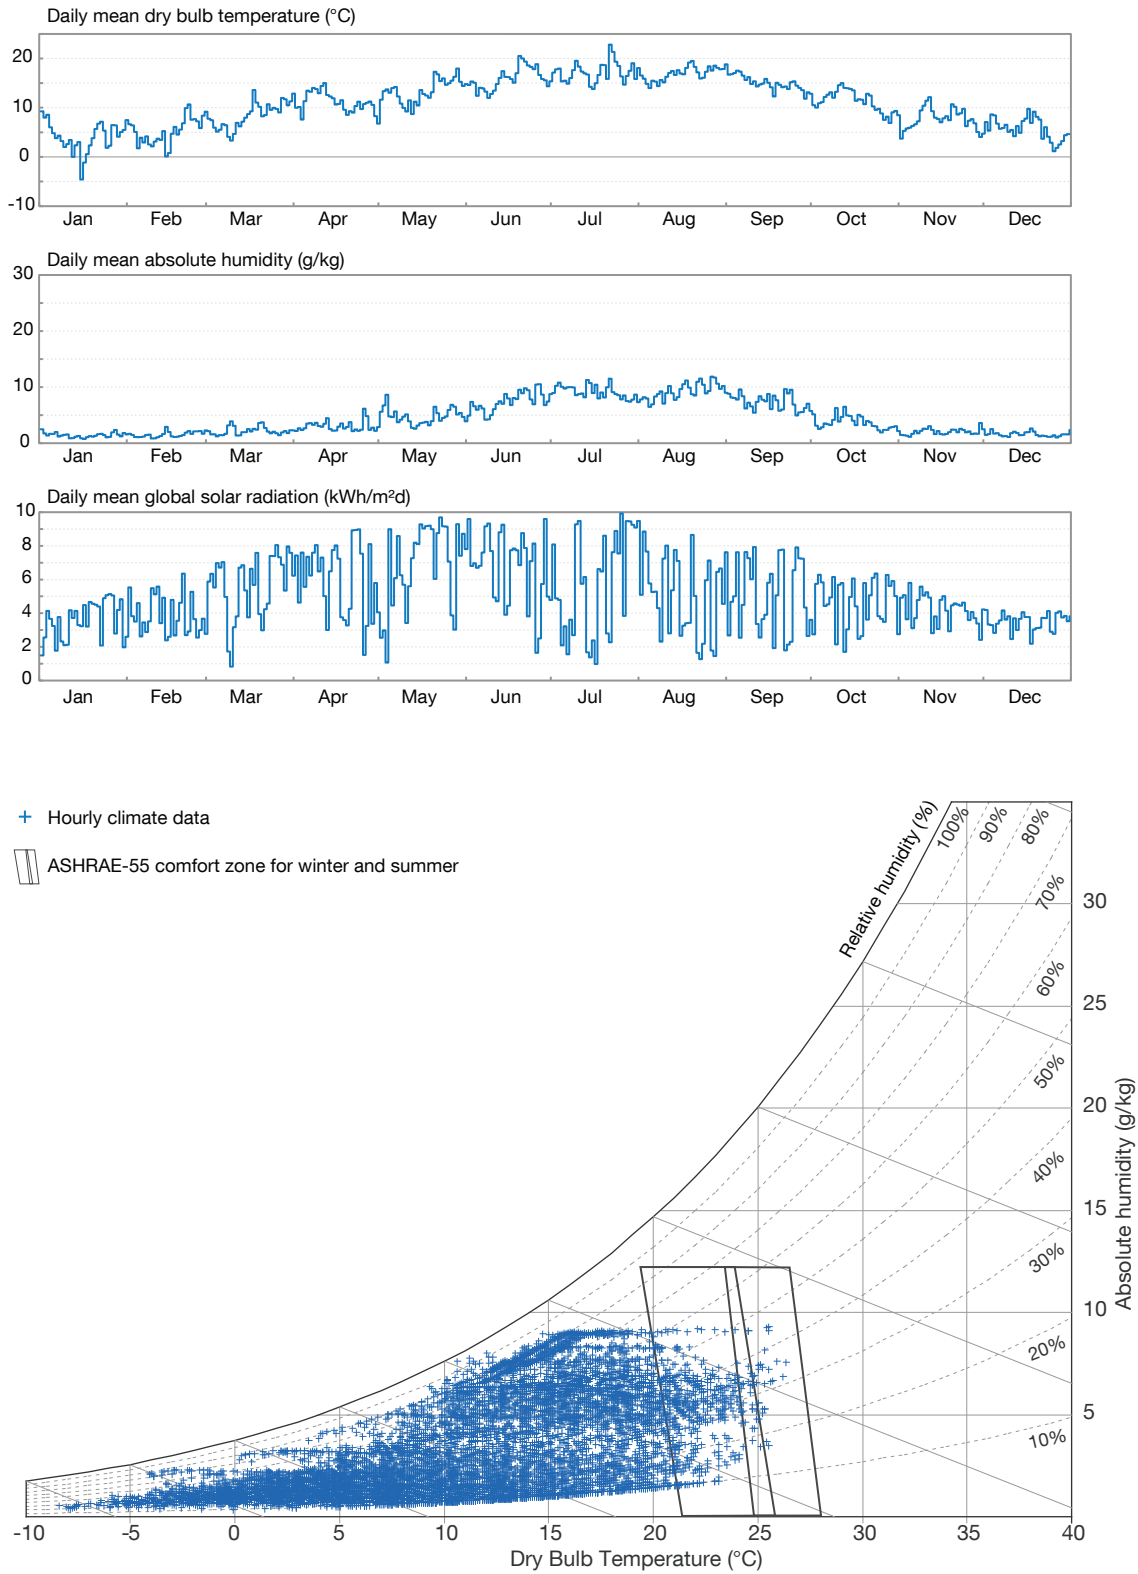 Daily mean dry bulb temperature (°C)
20
10
0
-10
Jan Feb Mar Apr May Jun Jul Aug Sep Oct Nov Dec
Daily mean absolute humidity (g/kg)
30
20
10
0
Jan Feb Mar Apr May Jun Jul Aug Sep Oct Nov Dec
Daily mean global solar radiation (kWh/m²d)
10
8
6
4
2
0
Jan Feb Mar Apr May Jun Jul Aug Sep Oct Nov Dec
Hourly climate data
ASHRAE-55 comfort zone for winter and summer
Relative humidity (%)
100%
90%
80%
70%
60%
50%
40%
30%
20%
10%
30
25
20
15
10
5
Absolute humidity (g/kg)
-10 -5 0 5 10 15 20 25 30 35 40
Dry Bulb Temperature (°C)